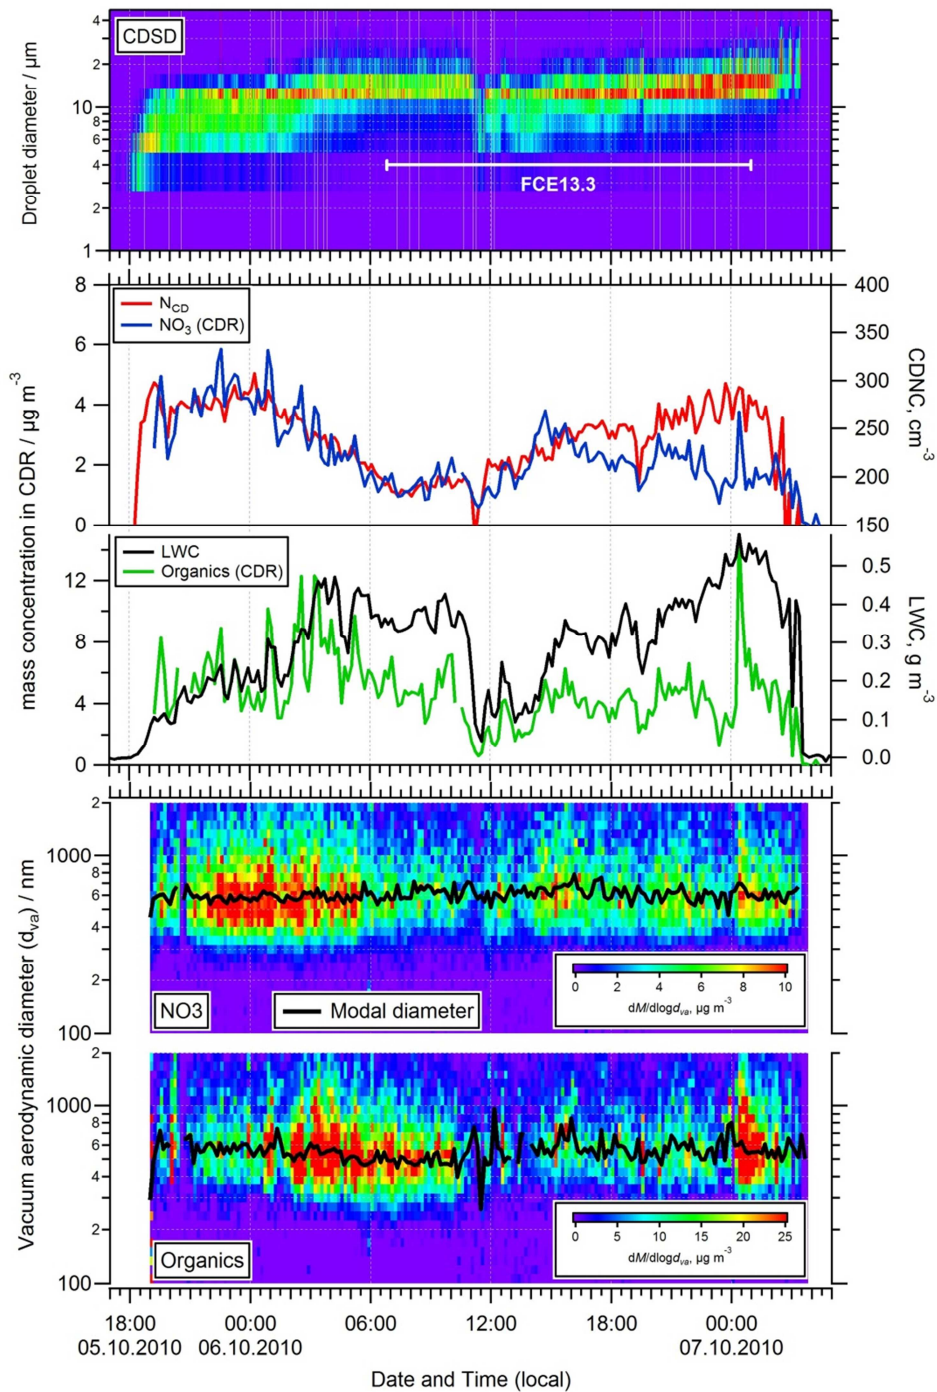 CDSD
Droplet diameter / µm
4
2
10
8
6
4
2
1
FCE13.3
8
6
4
2
0
N_CD
NO₃ (CDR)
400
350
300
250
200
150
CDNC, cm⁻³
mass concentration in CDR / µg m⁻³
LWC
Organics (CDR)
12
8
4
0
0.5
0.4
0.3
0.2
0.1
0.0
LWC, g m⁻³
Vacuum aerodynamic diameter (d_va) / nm
2
1000
8
6
4
2
100
NO3
Modal diameter
0 2 4 6 8 10
dM/dlogd_va, µg m⁻³
2
1000
8
6
4
2
100
Organics
0 5 10 15 20 25
dM/dlogd_va, µg m⁻³
18:00 00:00 06:00 12:00 18:00 00:00
05.10.2010 06.10.2010 07.10.2010
Date and Time (local)